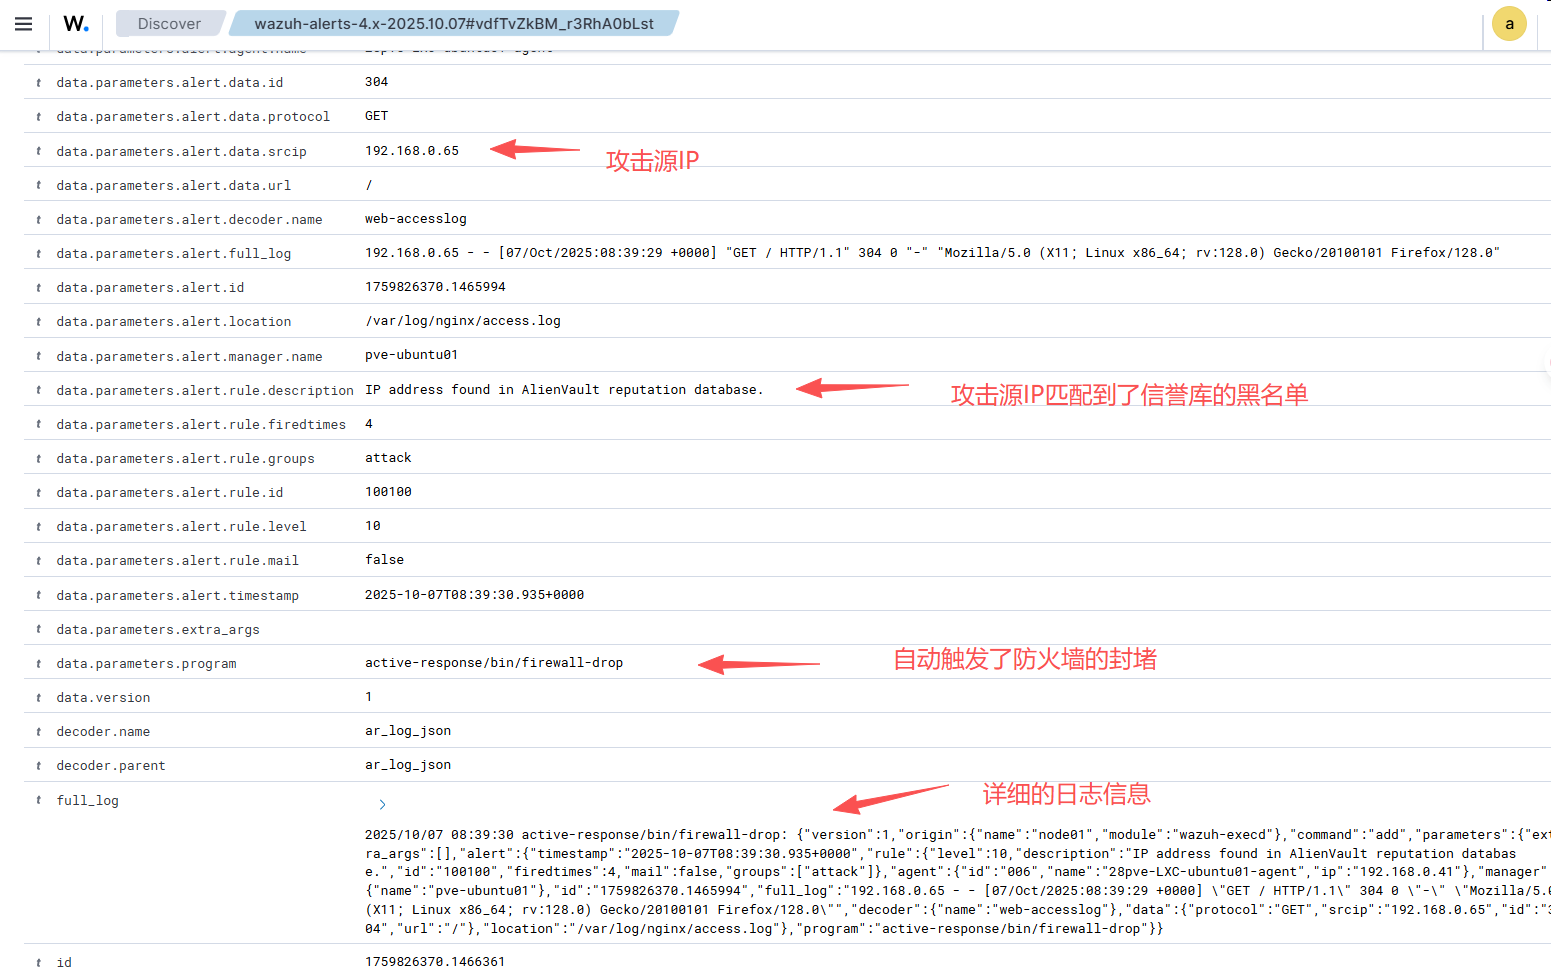 W.
Discover
wazuh-alerts-4.x-2025.10.07#vdfTvZkBM_r3RhA0bLst
a
t data.parameters.alert.data.id 304
t data.parameters.alert.data.protocol GET
t data.parameters.alert.data.srcip 192.168.0.65
攻击源IP
t data.parameters.alert.data.url /
t data.parameters.alert.decoder.name web-accesslog
t data.parameters.alert.full_log 192.168.0.65 - - [07/Oct/2025:08:39:29 +0000] "GET / HTTP/1.1" 304 0 "-" "Mozilla/5.0 (X11; Linux x86_64; rv:128.0) Gecko/20100101 Firefox/128.0"
t data.parameters.alert.id 1759826370.1465994
t data.parameters.alert.location /var/log/nginx/access.log
t data.parameters.alert.manager.name pve-ubuntu01
t data.parameters.alert.rule.description IP address found in AlienVault reputation database.
攻击源IP匹配到了信誉库的黑名单
t data.parameters.alert.rule.firedtimes 4
t data.parameters.alert.rule.groups attack
t data.parameters.alert.rule.id 100100
t data.parameters.alert.rule.level 10
t data.parameters.alert.rule.mail false
t data.parameters.alert.timestamp 2025-10-07T08:39:30.935+0000
t data.parameters.extra_args
t data.parameters.program active-response/bin/firewall-drop
自动触发了防火墙的封堵
t data.version 1
t decoder.name ar_log_json
t decoder.parent ar_log_json
t full_log
详细的日志信息
2025/10/07 08:39:30 active-response/bin/firewall-drop: {"version":1,"origin":{"name":"node01","module":"wazuh-execd"},"command":"add","parameters":{"ext
ra_args":[],"alert":{"timestamp":"2025-10-07T08:39:30.935+0000","rule":{"level":10,"description":"IP address found in AlienVault reputation databas
e.","id":"100100","firedtimes":4,"mail":false,"groups":["attack"]},"agent":{"id":"006","name":"28pve-LXC-ubuntu01-agent","ip":"192.168.0.41"},"manager"
{"name":"pve-ubuntu01"},"id":"1759826370.1465994","full_log":"192.168.0.65 - - [07/Oct/2025:08:39:29 +0000] \"GET / HTTP/1.1\" 304 0 \"-\" \"Mozilla/5.0
(X11; Linux x86_64; rv:128.0) Gecko/20100101 Firefox/128.0\"","decoder":{"name":"web-accesslog"},"data":{"protocol":"GET","srcip":"192.168.0.65","id":"3
04","url":"/"},"location":"/var/log/nginx/access.log"},"program":"active-response/bin/firewall-drop"}}
t id 1759826370.1466361